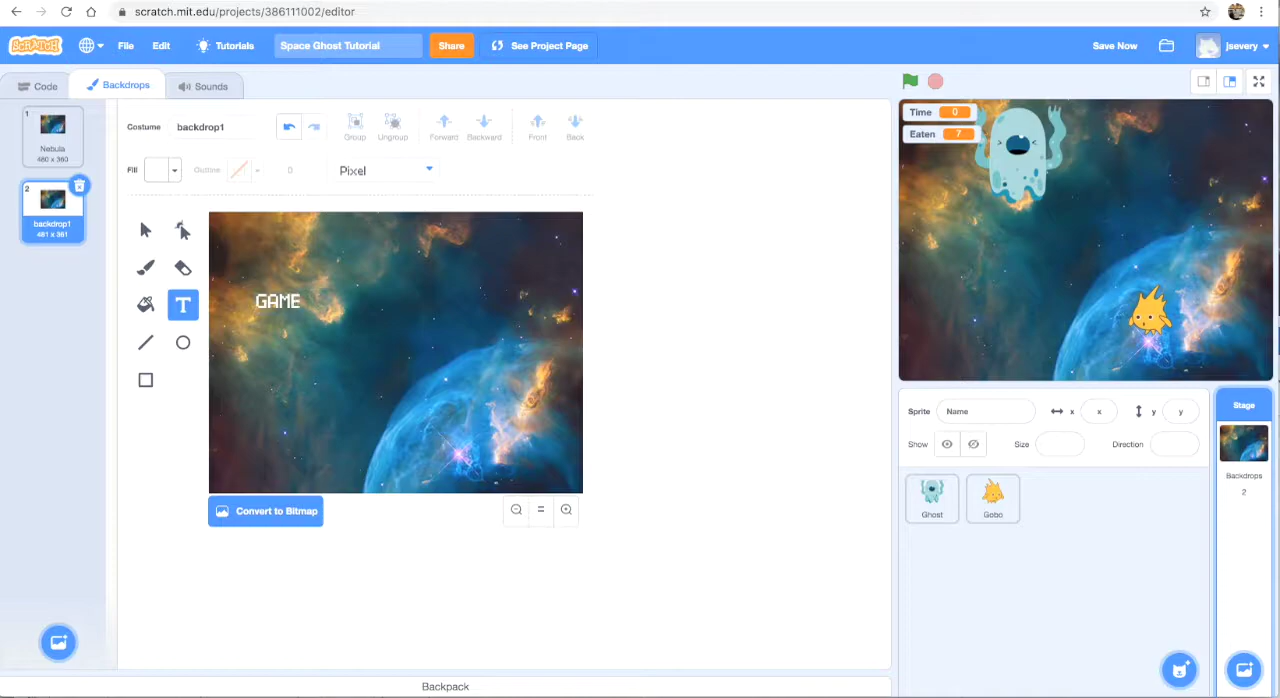 scratch.mit.edu/projects/386111002/editor
SCRATCH File Edit Tutorials Space Ghost Tutorial Share See Project Page Save Now jsevery
Code Backdrops Sounds
1
Nebula
480 x 360
2
backdrop1
481 x 361
Costume backdrop1 Group Ungroup Forward Backward Front Back
Fill Outline 0 Pixel
T
GAME
Convert to Bitmap
Time 0
Eaten 7
Sprite Name x x y y
Show Size Direction
Ghost Gobo
Stage
Backdrops
2
Backpack